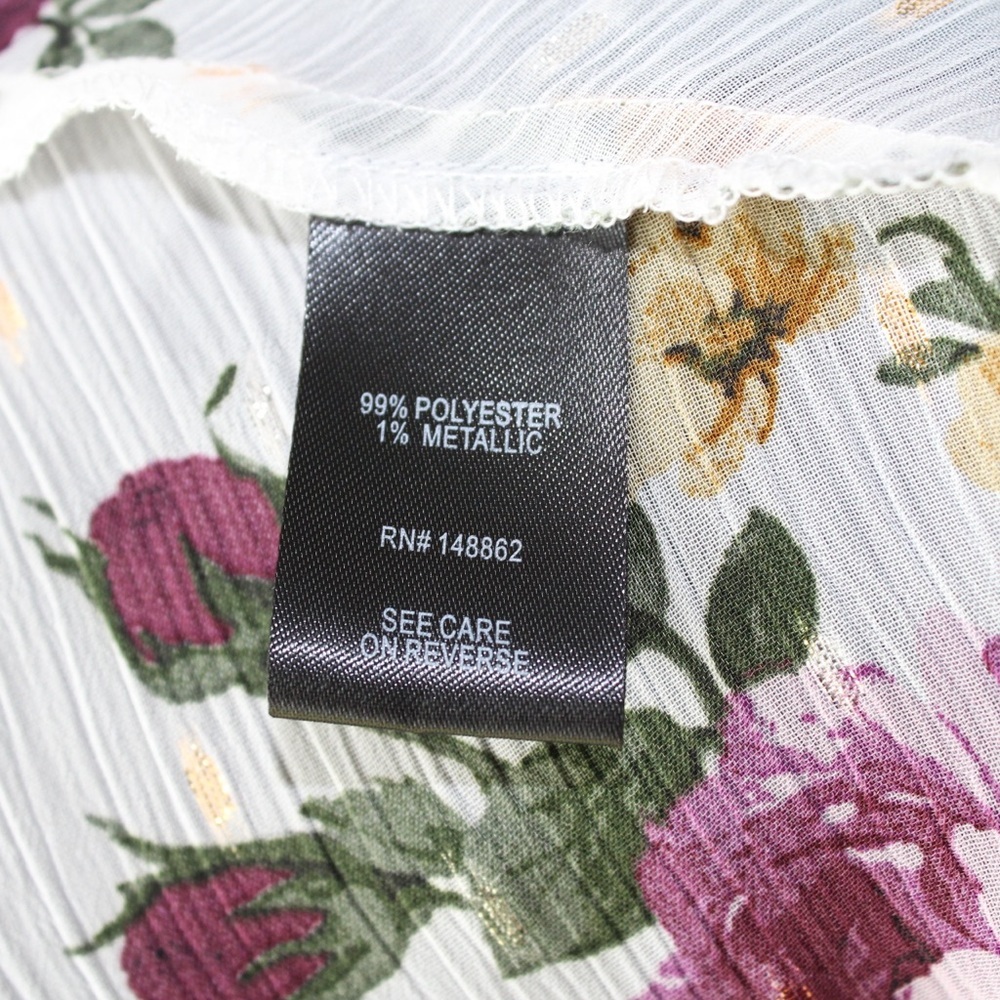 99% POLYESTER
1% METALLIC
RN# 148862
SEE CARE
ON REVERSE